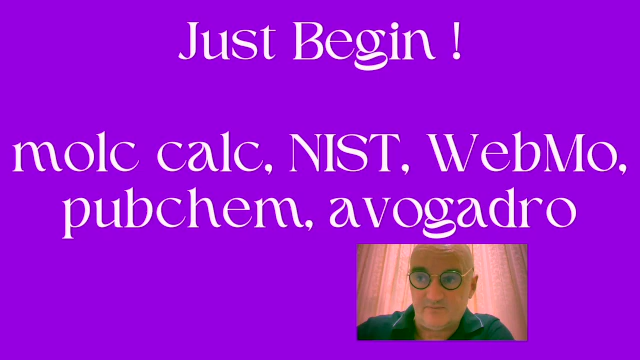 Just Begin !
molc calc, NIST, WebMo,
pubchem, avogadro